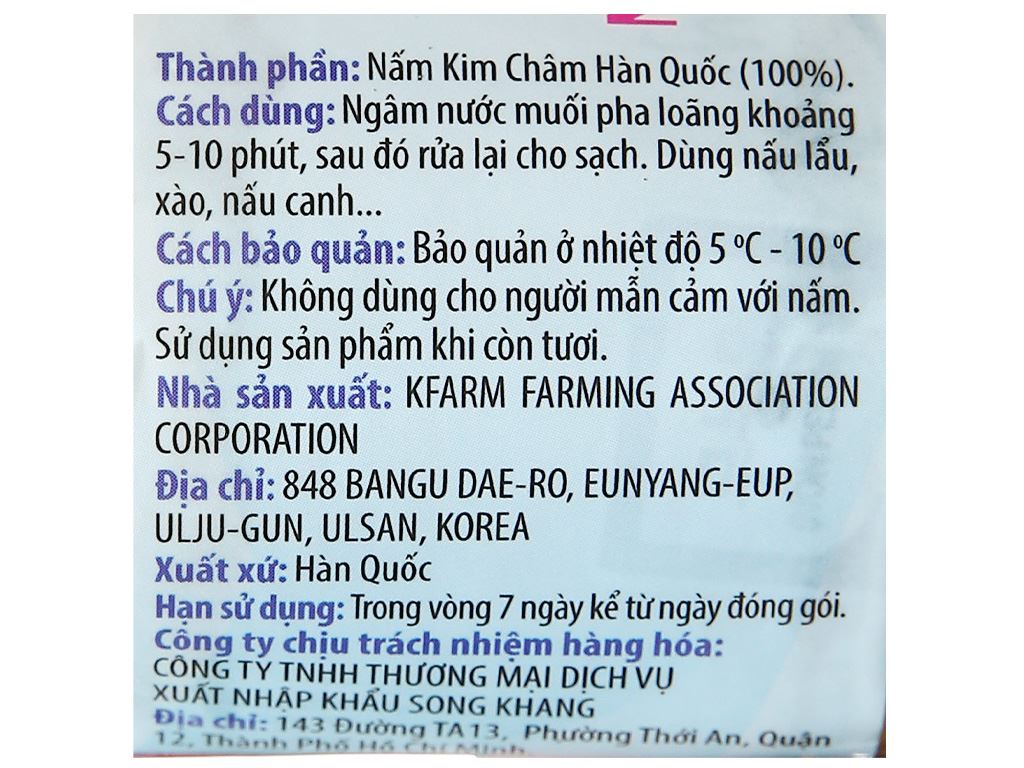 Thành phần: Nấm Kim Châm Hàn Quốc (100%).
Cách dùng: Ngâm nước muối pha loãng khoảng
5-10 phút, sau đó rửa lại cho sạch. Dùng nấu lẩu,
xào, nấu canh...
Cách bảo quản: Bảo quản ở nhiệt độ 5 ⁰C - 10 ⁰C
Chú ý: Không dùng cho người mẫn cảm với nấm.
Sử dụng sản phẩm khi còn tươi.
Nhà sản xuất: KFARM FARMING ASSOCIATION
CORPORATION
Địa chỉ: 848 BANGU DAE-RO, EUNYANG-EUP,
ULJU-GUN, ULSAN, KOREA
Xuất xứ: Hàn Quốc
Hạn sử dụng: Trong vòng 7 ngày kể từ ngày đóng gói.
Công ty chịu trách nhiệm hàng hóa:
CÔNG TY TNHH THƯƠNG MẠI DỊCH VỤ
XUẤT NHẬP KHẨU SONG KHANG
Địa chỉ: 143 Đường TA13, Phường Thới An, Quận
12, Thành Phố Hồ Chí Minh.